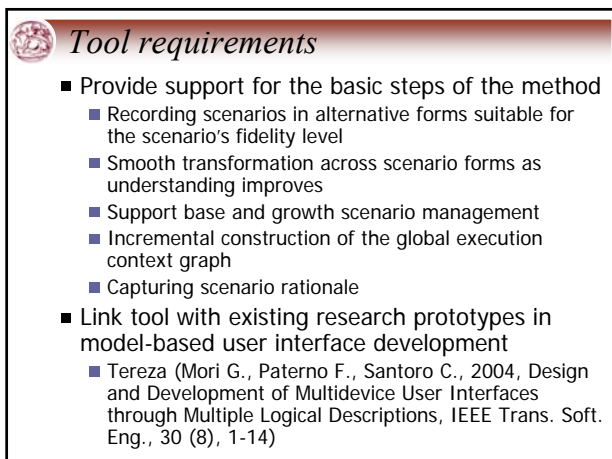 Tool requirements
■ Provide support for the basic steps of the method
■ Recording scenarios in alternative forms suitable for
the scenario's fidelity level
■ Smooth transformation across scenario forms as
understanding improves
■ Support base and growth scenario management
■ Incremental construction of the global execution
context graph
■ Capturing scenario rationale
■ Link tool with existing research prototypes in
model-based user interface development
■ Tereza (Mori G., Paterno F., Santoro C., 2004, Design
and Development of Multidevice User Interfaces
through Multiple Logical Descriptions, IEEE Trans. Soft.
Eng., 30 (8), 1-14)